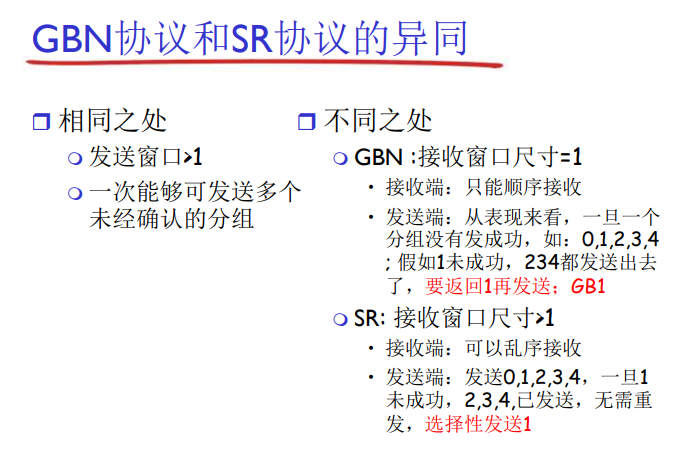 GBN协议和SR协议的异同
相同之处
发送窗口>1
一次能够可发送多个
未经确认的分组
不同之处
GBN :接收窗口尺寸=1
接收端：只能顺序接收
发送端：从表现来看，一旦一个
分组没有发成功，如：0,1,2,3,4
; 假如1未成功，234都发送出去
了，要返回1再发送；GB1
SR: 接收窗口尺寸>1
接收端：可以乱序接收
发送端：发送0,1,2,3,4，一旦1
未成功，2,3,4,已发送，无需重
发，选择性发送1